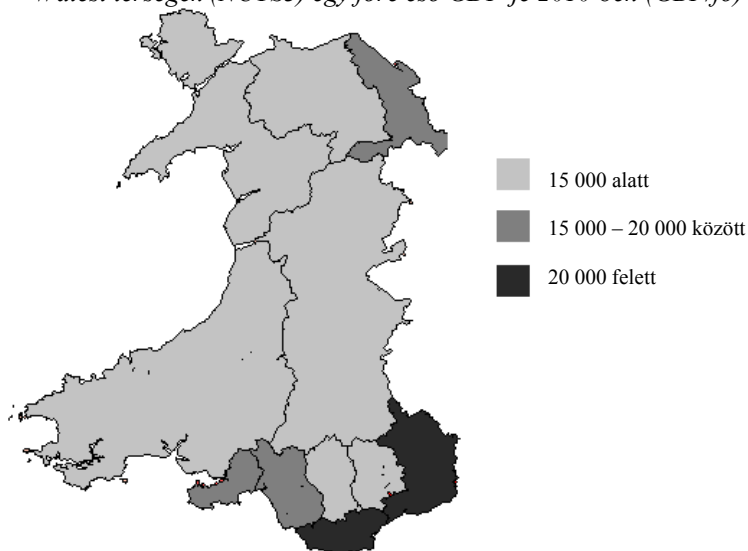 Walesi térségek (NUTS3) egy főre eső GDP-je 2010-ben (GBP/fő)
15 000 alatt
15 000 – 20 000 között
20 000 felett